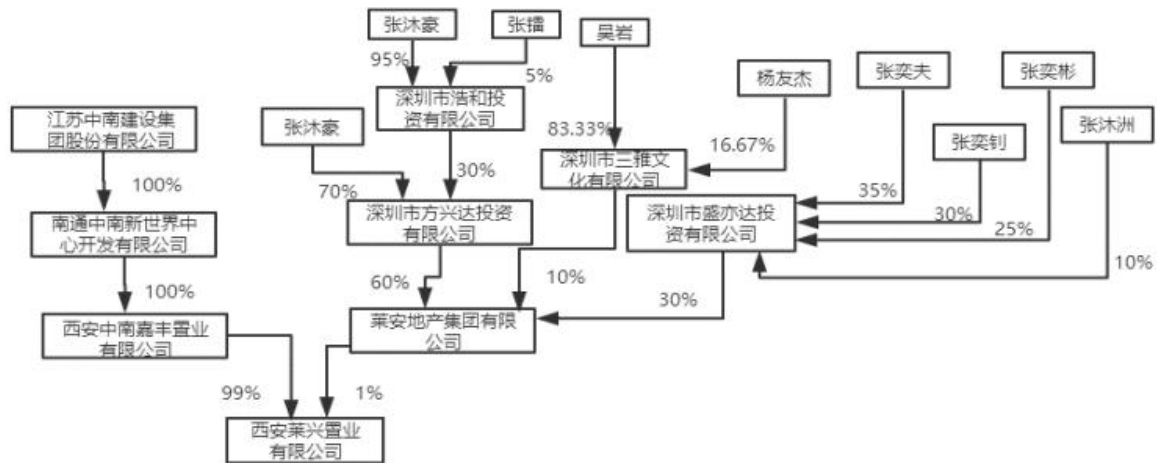 张沐豪
张镭
吴岩
杨友杰
张奕夫
张奕彬
95%
5%
深圳市浩和投
资有限公司
江苏中南建设集
团股份有限公司
张沐豪
83.33%
张奕钊
张沐洲
16.67%
深圳市三雅文
化有限公司
100%
30%
70%
35%
南通中南新世界中
心开发有限公司
深圳市方兴达投资
有限公司
深圳市盛亦达投
资有限公司
30%
25%
10%
100%
60%
10%
30%
西安中南嘉丰置业
有限公司
莱安地产集团有限
公司
99%
1%
西安莱兴置业
有限公司